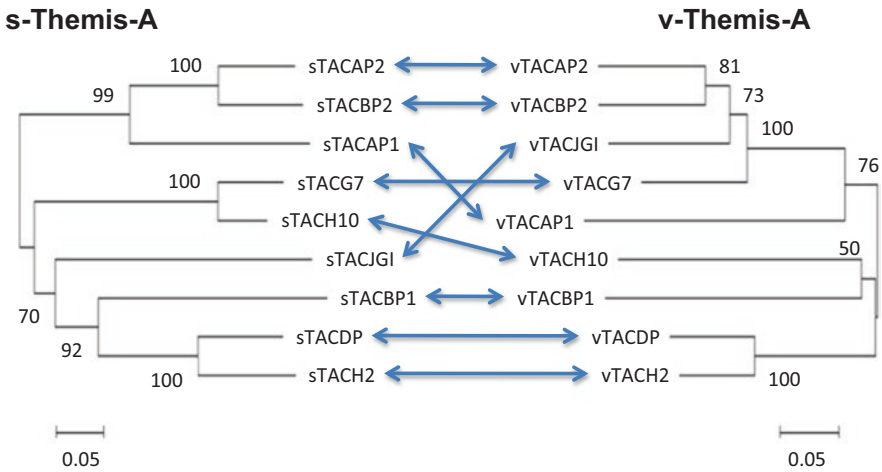 s-Themis-A v-Themis-A
100 sTACAP2 vTACAP2 81
99 sTACBP2 vTACBP2 73
sTACAP1 vTACJGI 100
100 sTACG7 vTACG7 76
sTACH10 vTACAP1
sTACJGI vTACH10 50
70 sTACBP1 vTACBP1
92 sTACDP vTACDP
100 sTACH2 vTACH2 100
0.05 0.05